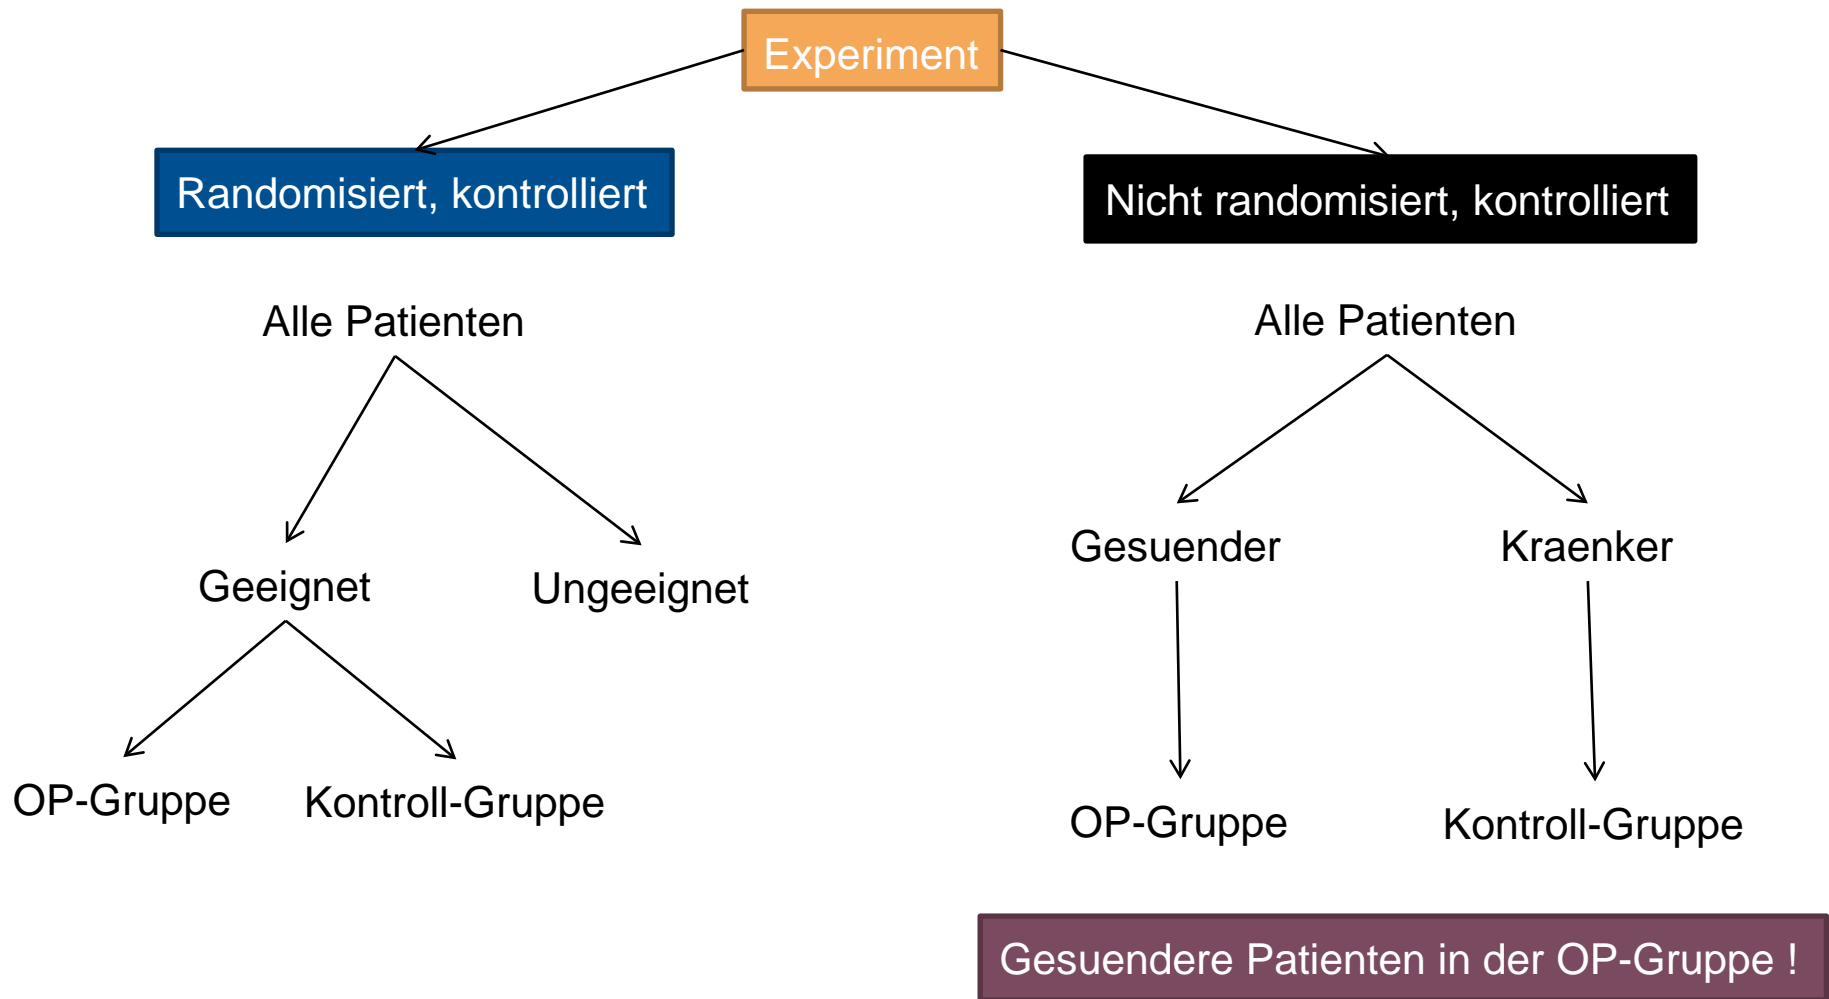 Experiment
Randomisiert, kontrolliert
Nicht randomisiert, kontrolliert
Alle Patienten
Alle Patienten
Gesuender
Kraenker
Geeignet
Ungeeignet
OP-Gruppe
Kontroll-Gruppe
OP-Gruppe
Kontroll-Gruppe
Gesuendere Patienten in der OP-Gruppe !